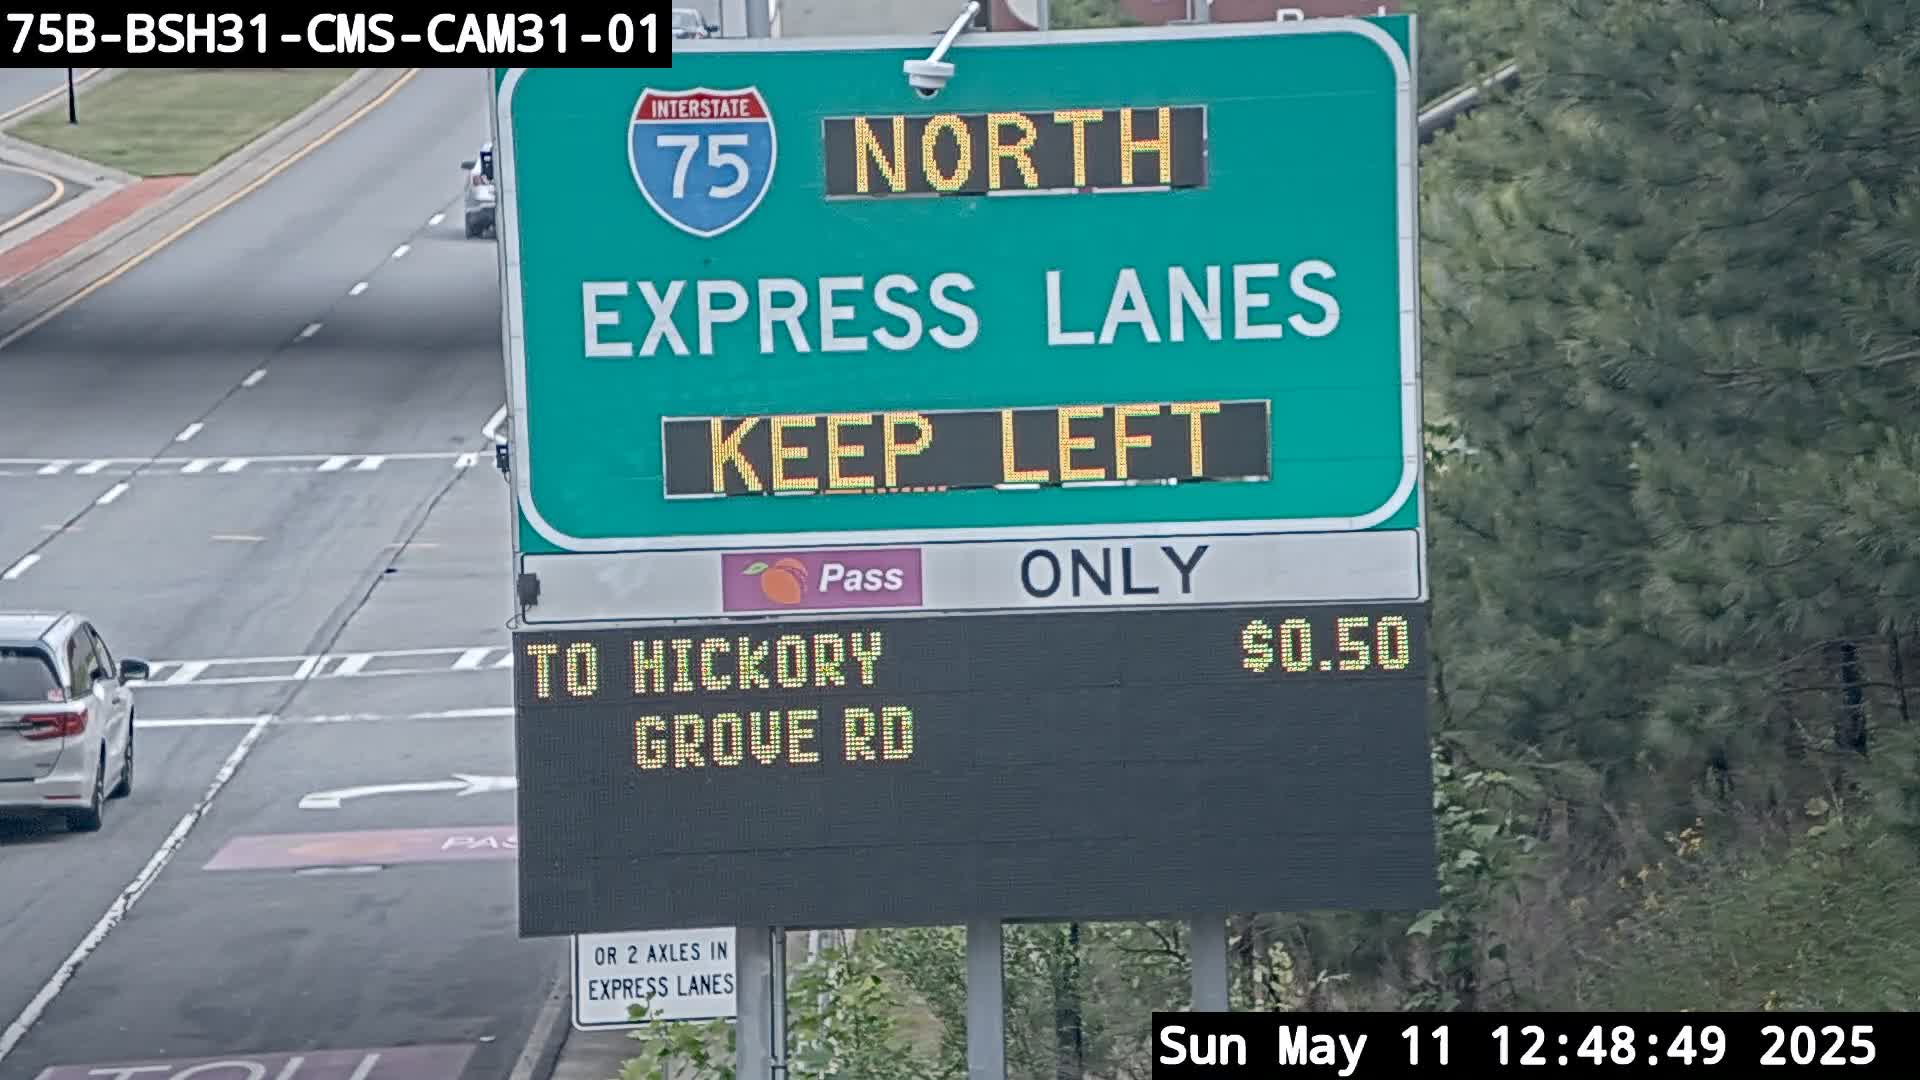 75B-BSH31-CMS-CAM31-01
INTERSTATE
75
NORTH
EXPRESS LANES
KEEP LEFT
Pass
ONLY
TO HICKORY $0.50
GROVE RD
OR 2 AXLES IN
EXPRESS LANES
TOLL
Sun May 11 12:48:49 2025